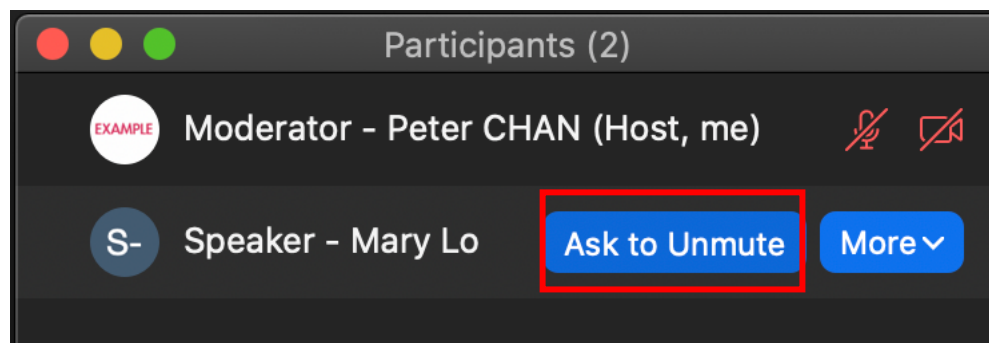 Participants (2)
EXAMPLE Moderator - Peter CHAN (Host, me)
S- Speaker - Mary Lo Ask to Unmute More